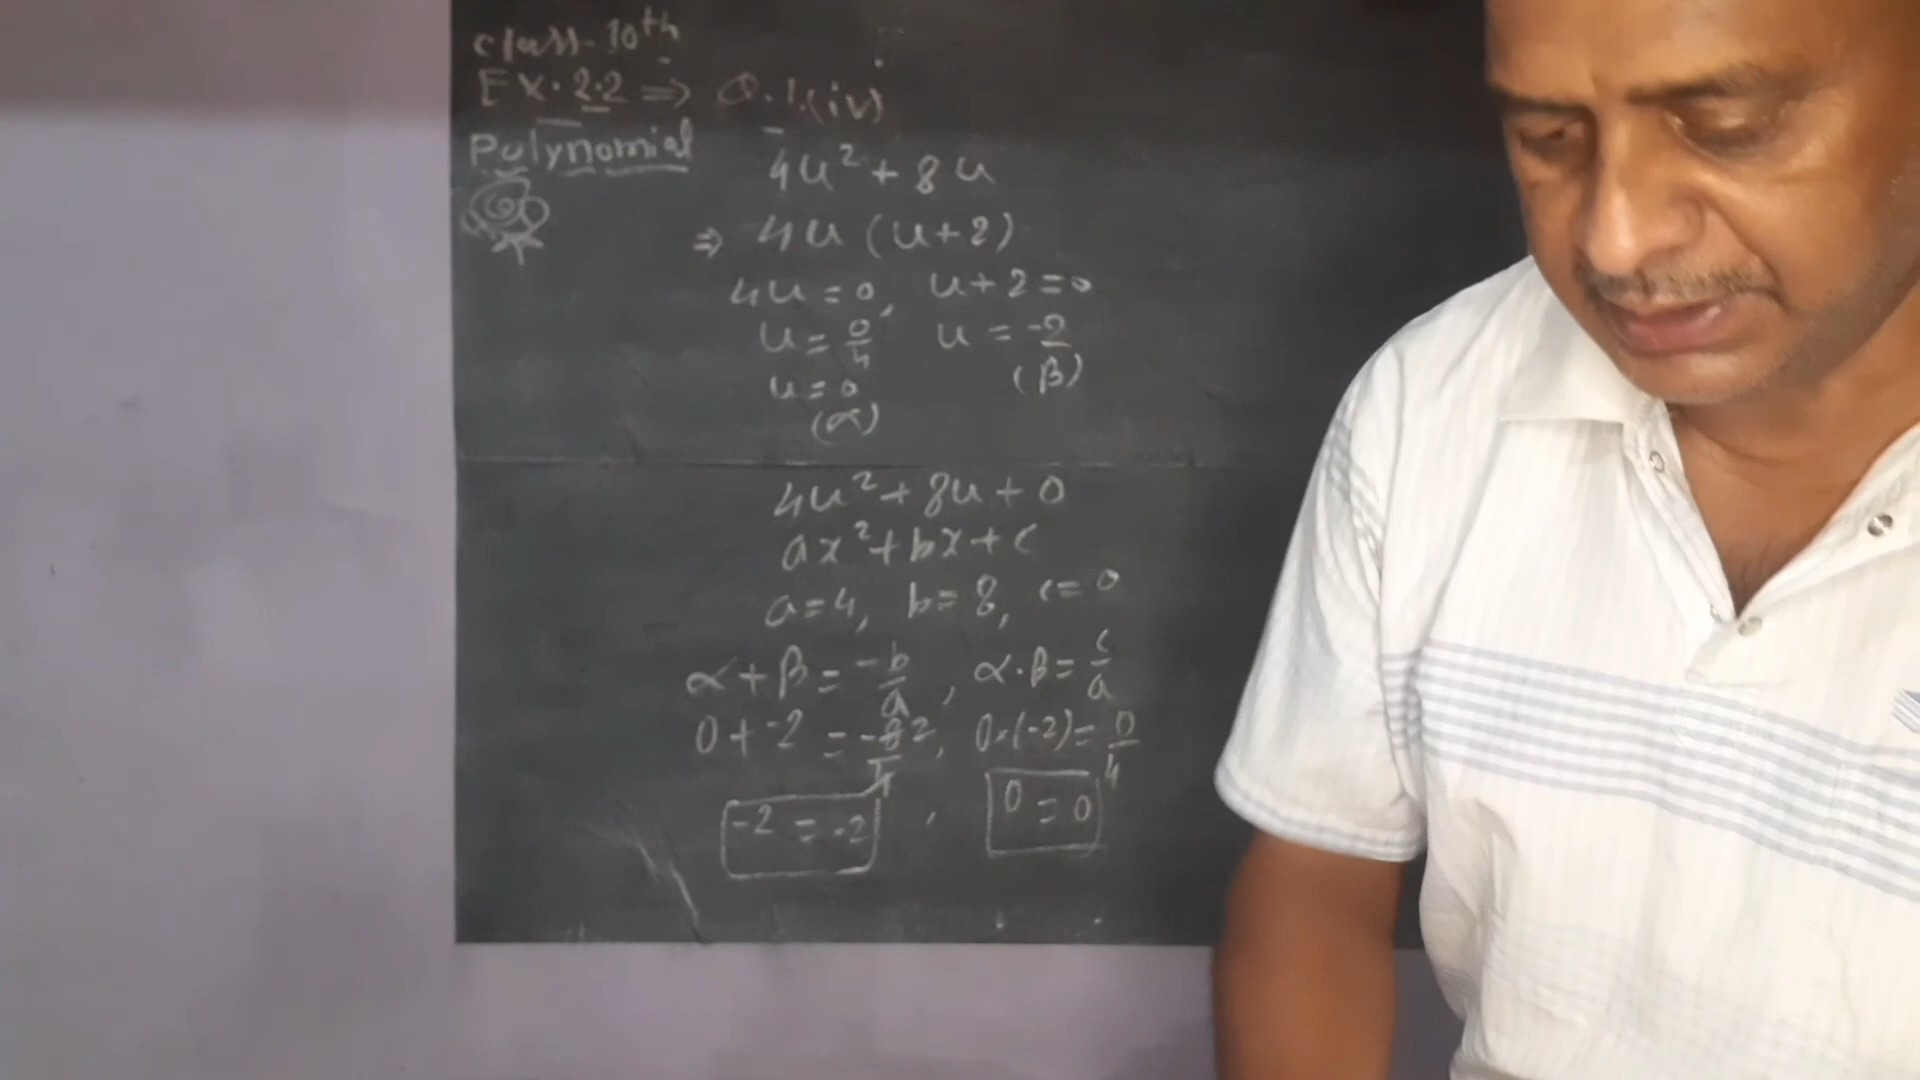 Class-10th
EX.2.2 ⇒ Q.1.(iv)
Polynomial
4u² + 8u
⇒ 4u (u+2)
4u = 0, u+2=0
u = 0/4 u = -2
u = 0 (β)
(α)
4u² + 8u + 0
ax² + bx + c
a=4, b=8, c=0
α+β = -b/a, α·β = c/a
0+-2 = -8/4 2, 0×(-2) = 0/4
-2 = -2, 0 = 0